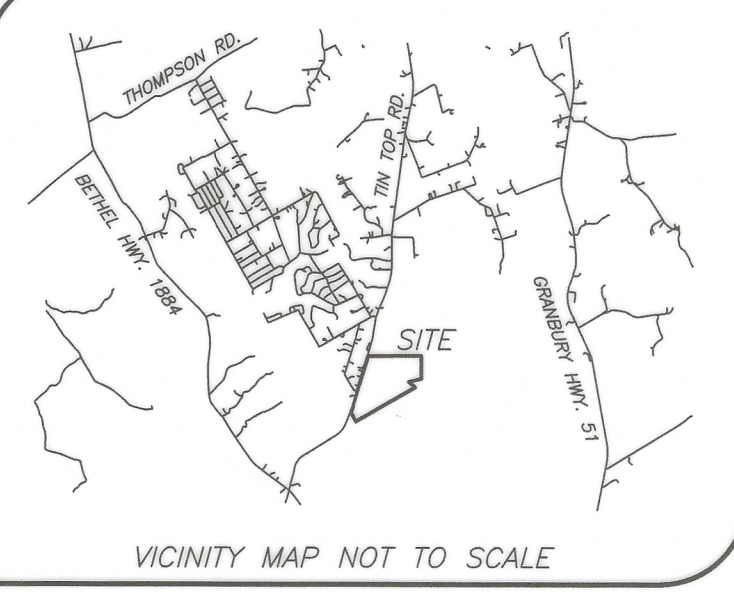 THOMPSON RD.
TIN TOP RD.
BETHEL HWY. 1884
GRANBURY HWY. 51
SITE
VICINITY MAP NOT TO SCALE